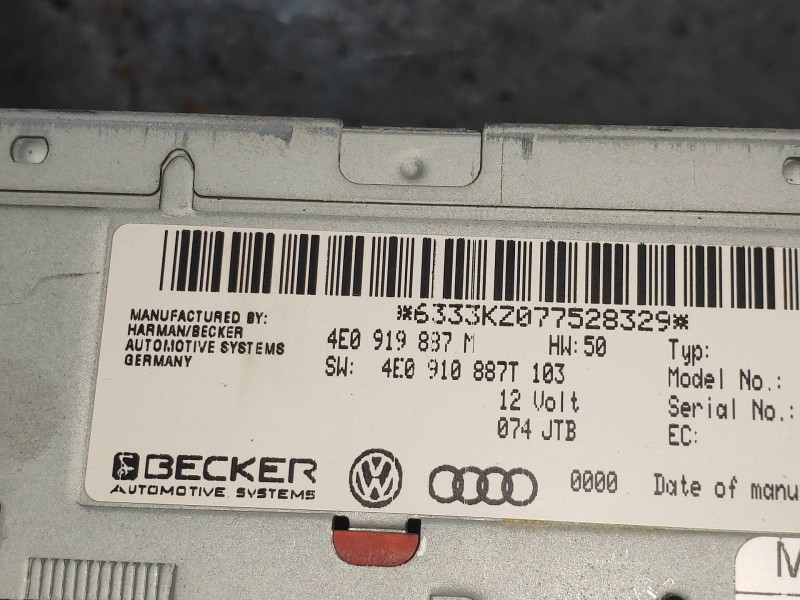 *6333KZ077528329*
MANUFACTURED BY:
HARMAN/BECKER
AUTOMOTIVE SYSTEMS
GERMANY
4E0 919 887 M HW: 50
SW: 4E0 910 887T 103
12 Volt
074 JTB
Typ:
Model No.:
Serial No.:
EC:
BECKER
AUTOMOTIVE SYSTEMS
0000 Date of manu
M